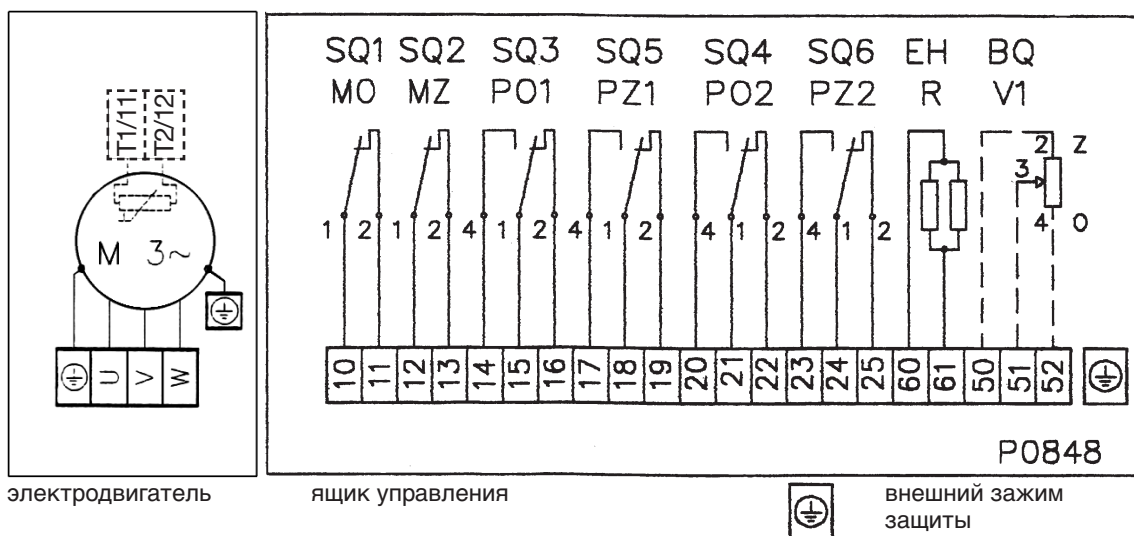 SQ1 SQ2 SQ3 SQ5 SQ4 SQ6 EH BQ
MO MZ PO1 PZ1 PO2 PZ2 R V1
T1/11 T2/12
2 Z
3
1 2 1 2 4 1 2 4 1 2 4 1 2 4 1 2 4 O
M 3~
U V W
10 11 12 13 14 15 16 17 18 19 20 21 22 23 24 25 60 61 50 51 52
P0848
электродвигатель ящик управления внешний зажим
защиты